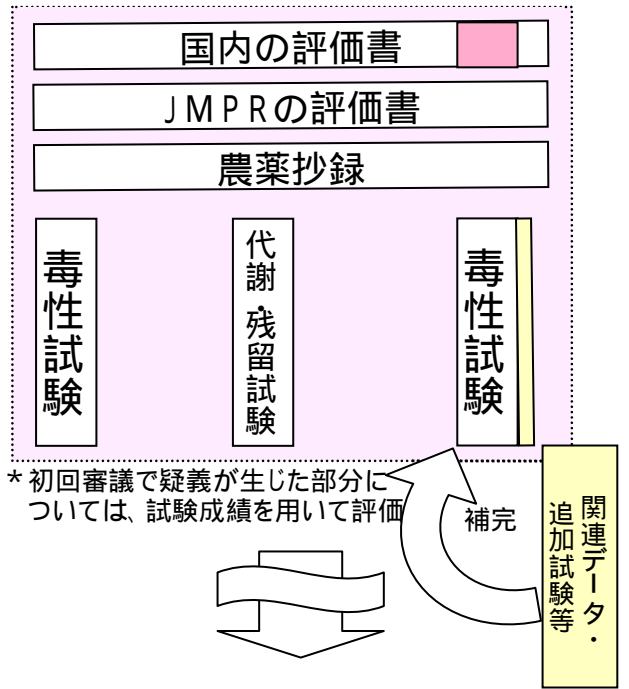 国内の評価書
JMPRの評価書
農薬抄録
毒性試験
代謝・残留試験
毒性試験
*初回審議で疑義が生じた部分に
ついては、試験成績を用いて評価
補完
関連データ・
追加試験等